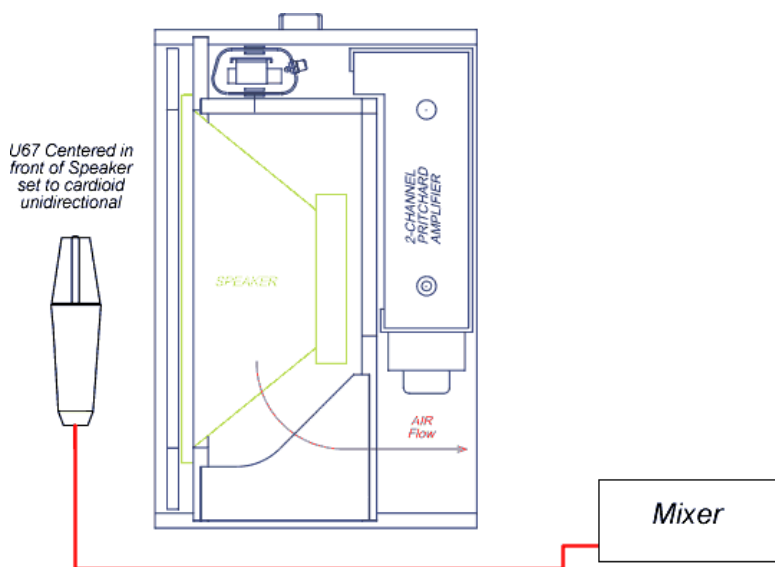 U67 Centered in
front of Speaker
set to cardioid
unidirectional
SPEAKER
2-CHANNEL
PRITCHARD
AMPLIFIER
AIR
Flow
Mixer